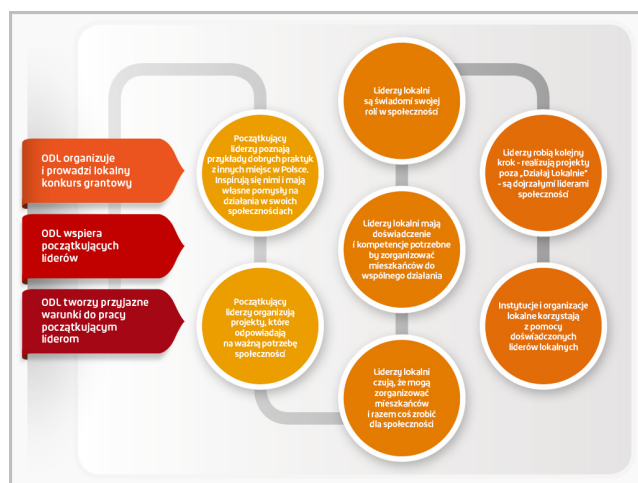 ODL organizuje
i prowadzi lokalny
konkurs grantowy
ODL wspiera
początkujących
liderów
ODL tworzy przyjazne
warunki do pracy
początkującym
liderom
Początkujący
liderzy poznają
przykłady dobrych praktyk
z innych miejsc w Polsce.
Inspirują się nimi i mają
własne pomysły na
działania w swoich
społecznościach
Początkujący
liderzy organizują
projekty, które
odpowiadają
na ważną potrzebę
społeczności
Liderzy lokalni
czują, że mogą
zorganizować
mieszkańców
i razem coś zrobić
dla społeczności
Liderzy lokalni mają
doświadczenie
i kompetencje potrzebne
by zorganizować
mieszkańców do
wspólnego działania
Liderzy lokalni
są świadomi swojej
roli w społeczności
Liderzy robią kolejny
krok - realizują projekty
poza „Działaj Lokalnie”
- są dojrzałymi liderami
społeczności
Instytucje i organizacje
lokalne korzystają
z pomocy
doświadczonych
liderów lokalnych